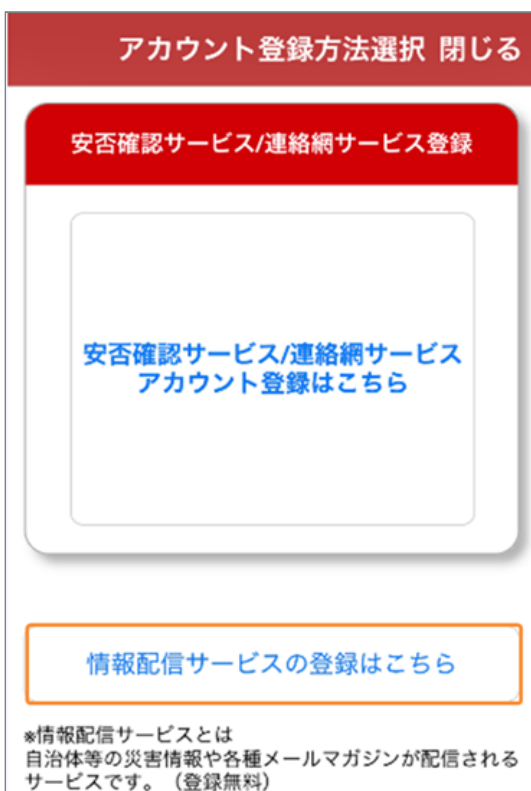 アカウント登録方法選択 閉じる
安否確認サービス/連絡網サービス登録
安否確認サービス/連絡網サービス
アカウント登録はこちら
情報配信サービスの登録はこちら
※情報配信サービスとは
自治体等の災害情報や各種メールマガジンが配信される
サービスです。（登録無料）